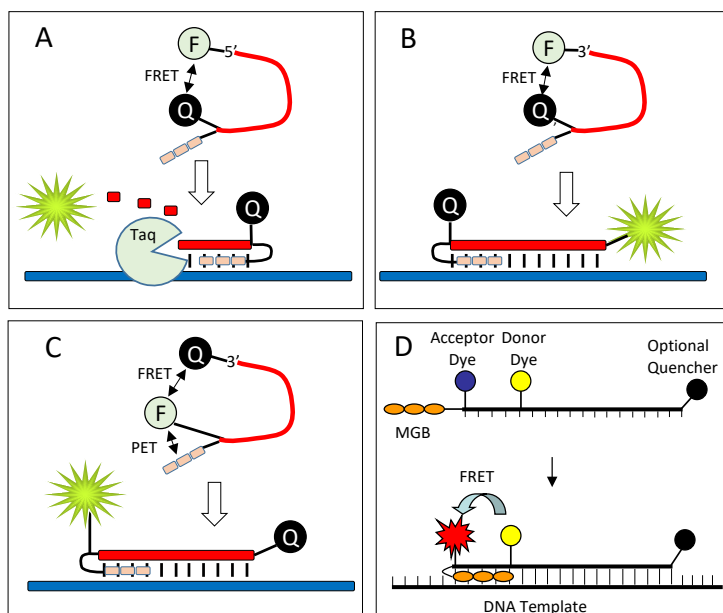 A
F
5’
FRET
Q
Taq
Q
B
F
3’
FRET
Q
Q
C
Q
3’
FRET
F
PET
Q
D
Acceptor
Dye
Donor
Dye
Optional
Quencher
MGB
FRET
DNA Template